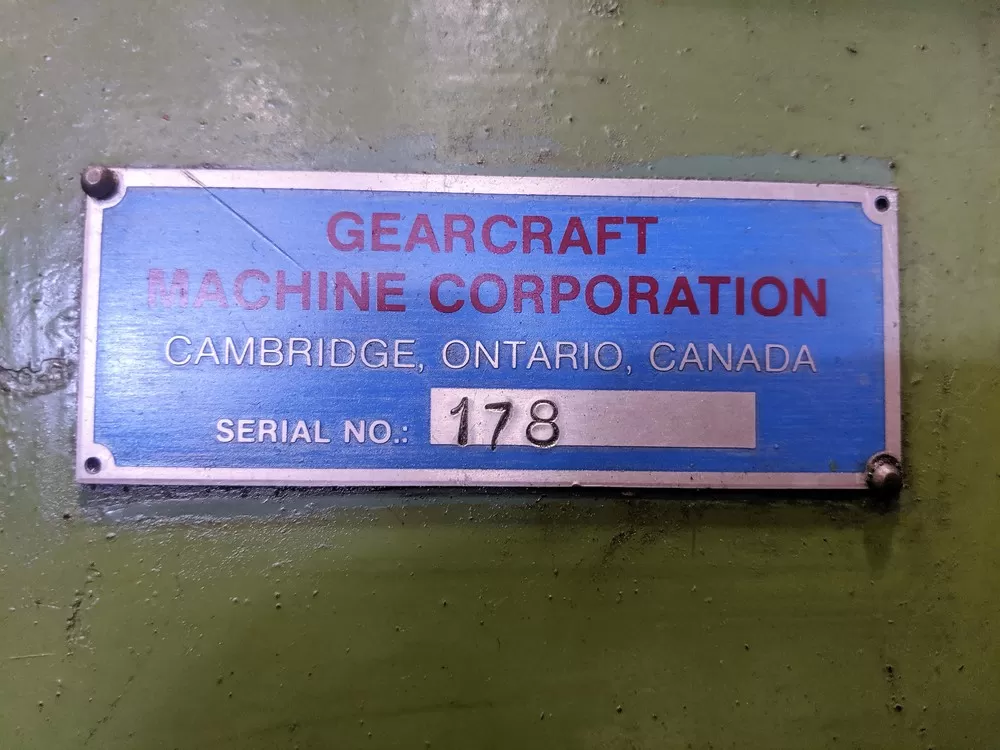 GEARCRAFT
MACHINE CORPORATION
CAMBRIDGE, ONTARIO, CANADA
SERIAL NO.: 178